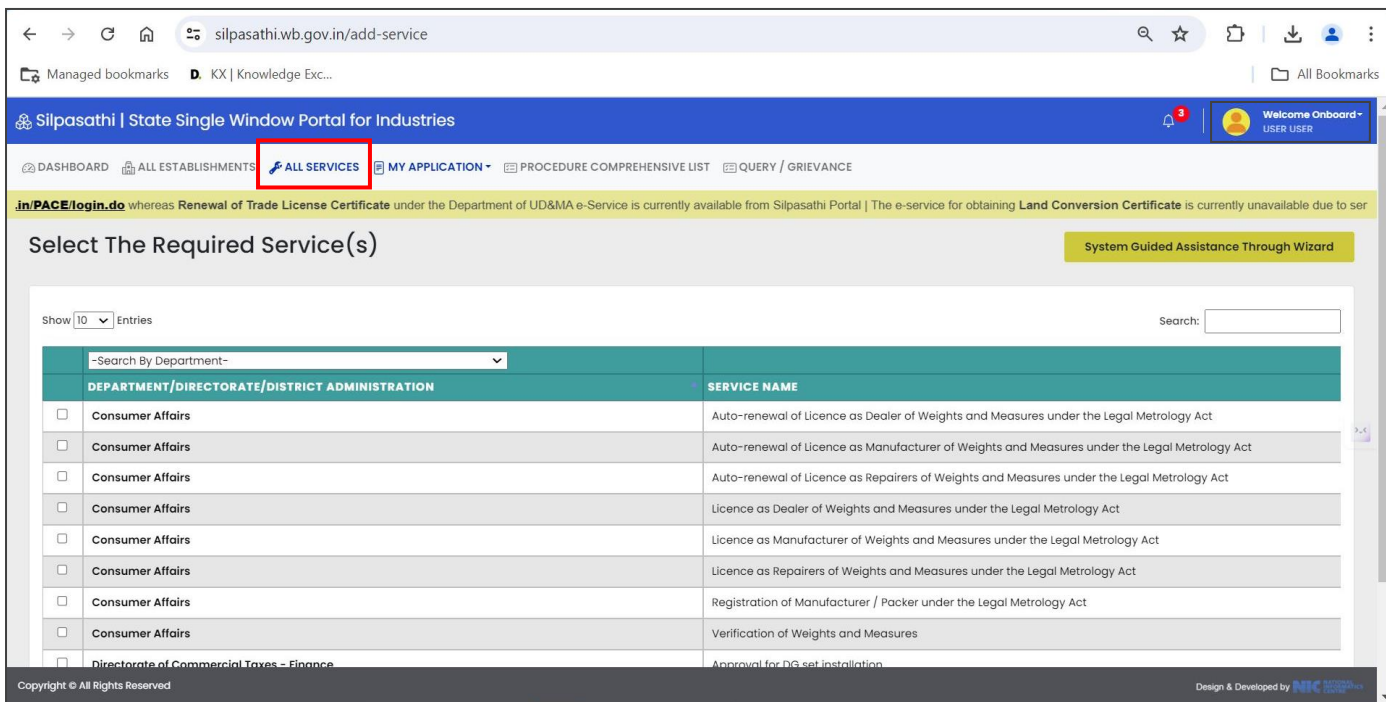 silpasathi.wb.gov.in/add-service
Managed bookmarks D. KX | Knowledge Exc... All Bookmarks
Silpasathi | State Single Window Portal for Industries 3 Welcome Onboard
USER USER
DASHBOARD ALL ESTABLISHMENTS ALL SERVICES MY APPLICATION PROCEDURE COMPREHENSIVE LIST QUERY / GRIEVANCE
.in/PACE/login.do whereas Renewal of Trade License Certificate under the Department of UD&MA e-Service is currently available from Silpasathi Portal | The e-service for obtaining Land Conversion Certificate is currently unavailable due to ser
Select The Required Service(s) System Guided Assistance Through Wizard
Show 10 Entries Search:
-Search By Department-
DEPARTMENT/DIRECTORATE/DISTRICT ADMINISTRATION SERVICE NAME
Consumer Affairs Auto-renewal of Licence as Dealer of Weights and Measures under the Legal Metrology Act
Consumer Affairs Auto-renewal of Licence as Manufacturer of Weights and Measures under the Legal Metrology Act
Consumer Affairs Auto-renewal of Licence as Repairers of Weights and Measures under the Legal Metrology Act
Consumer Affairs Licence as Dealer of Weights and Measures under the Legal Metrology Act
Consumer Affairs Licence as Manufacturer of Weights and Measures under the Legal Metrology Act
Consumer Affairs Licence as Repairers of Weights and Measures under the Legal Metrology Act
Consumer Affairs Registration of Manufacturer / Packer under the Legal Metrology Act
Consumer Affairs Verification of Weights and Measures
Directorate of Commercial Taxes - Finance Approval for DG set installation
Copyright © All Rights Reserved Design & Developed by NIC NATIONAL INFORMATICS CENTRE